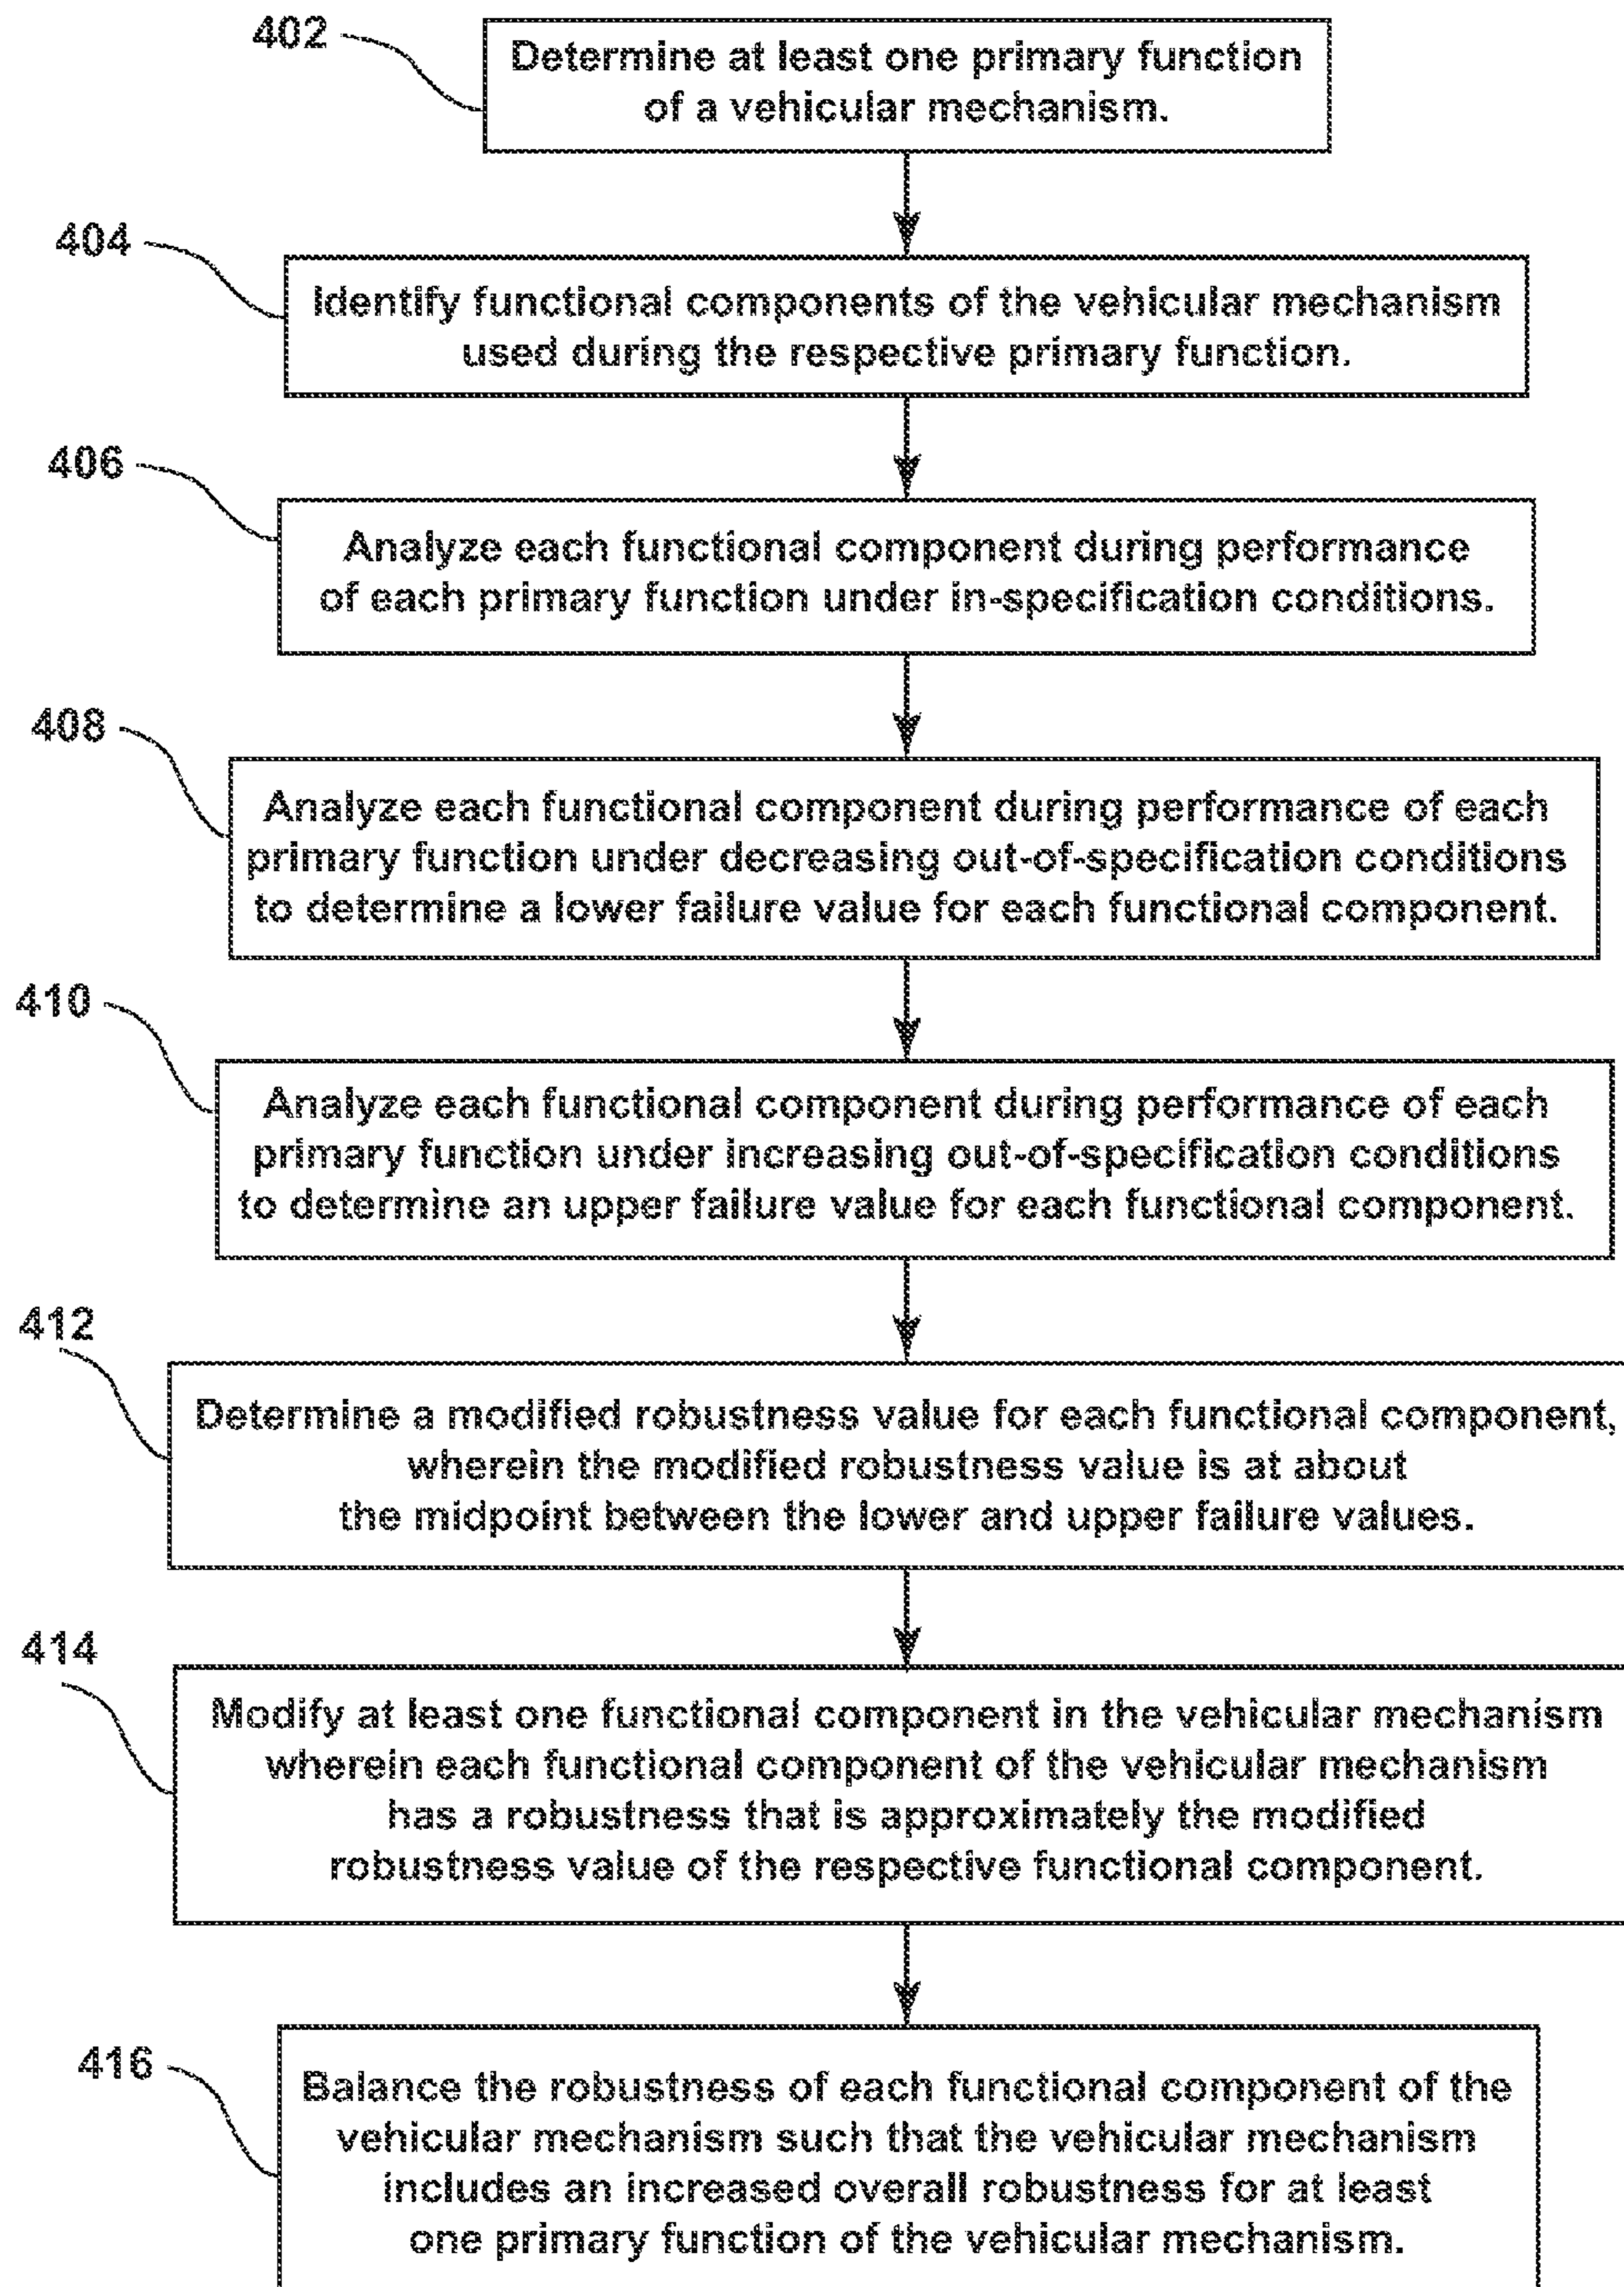 402
Determine at least one primary function
of a vehicular mechanism.
404
Identify functional components of the vehicular mechanism
used during the respective primary function.
406
Analyze each functional component during performance
of each primary function under in-specification conditions.
408
Analyze each functional component during performance of each
primary function under decreasing out-of-specification conditions
to determine a lower failure value for each functional component.
410
Analyze each functional component during performance of each
primary function under increasing out-of-specification conditions
to determine an upper failure value for each functional component.
412
Determine a modified robustness value for each functional component,
wherein the modified robustness value is at about
the midpoint between the lower and upper failure values.
414
Modify at least one functional component in the vehicular mechanism
wherein each functional component of the vehicular mechanism
has a robustness that is approximately the modified
robustness value of the respective functional component.
416
Balance the robustness of each functional component of the
vehicular mechanism such that the vehicular mechanism
includes an increased overall robustness for at least
one primary function of the vehicular mechanism.